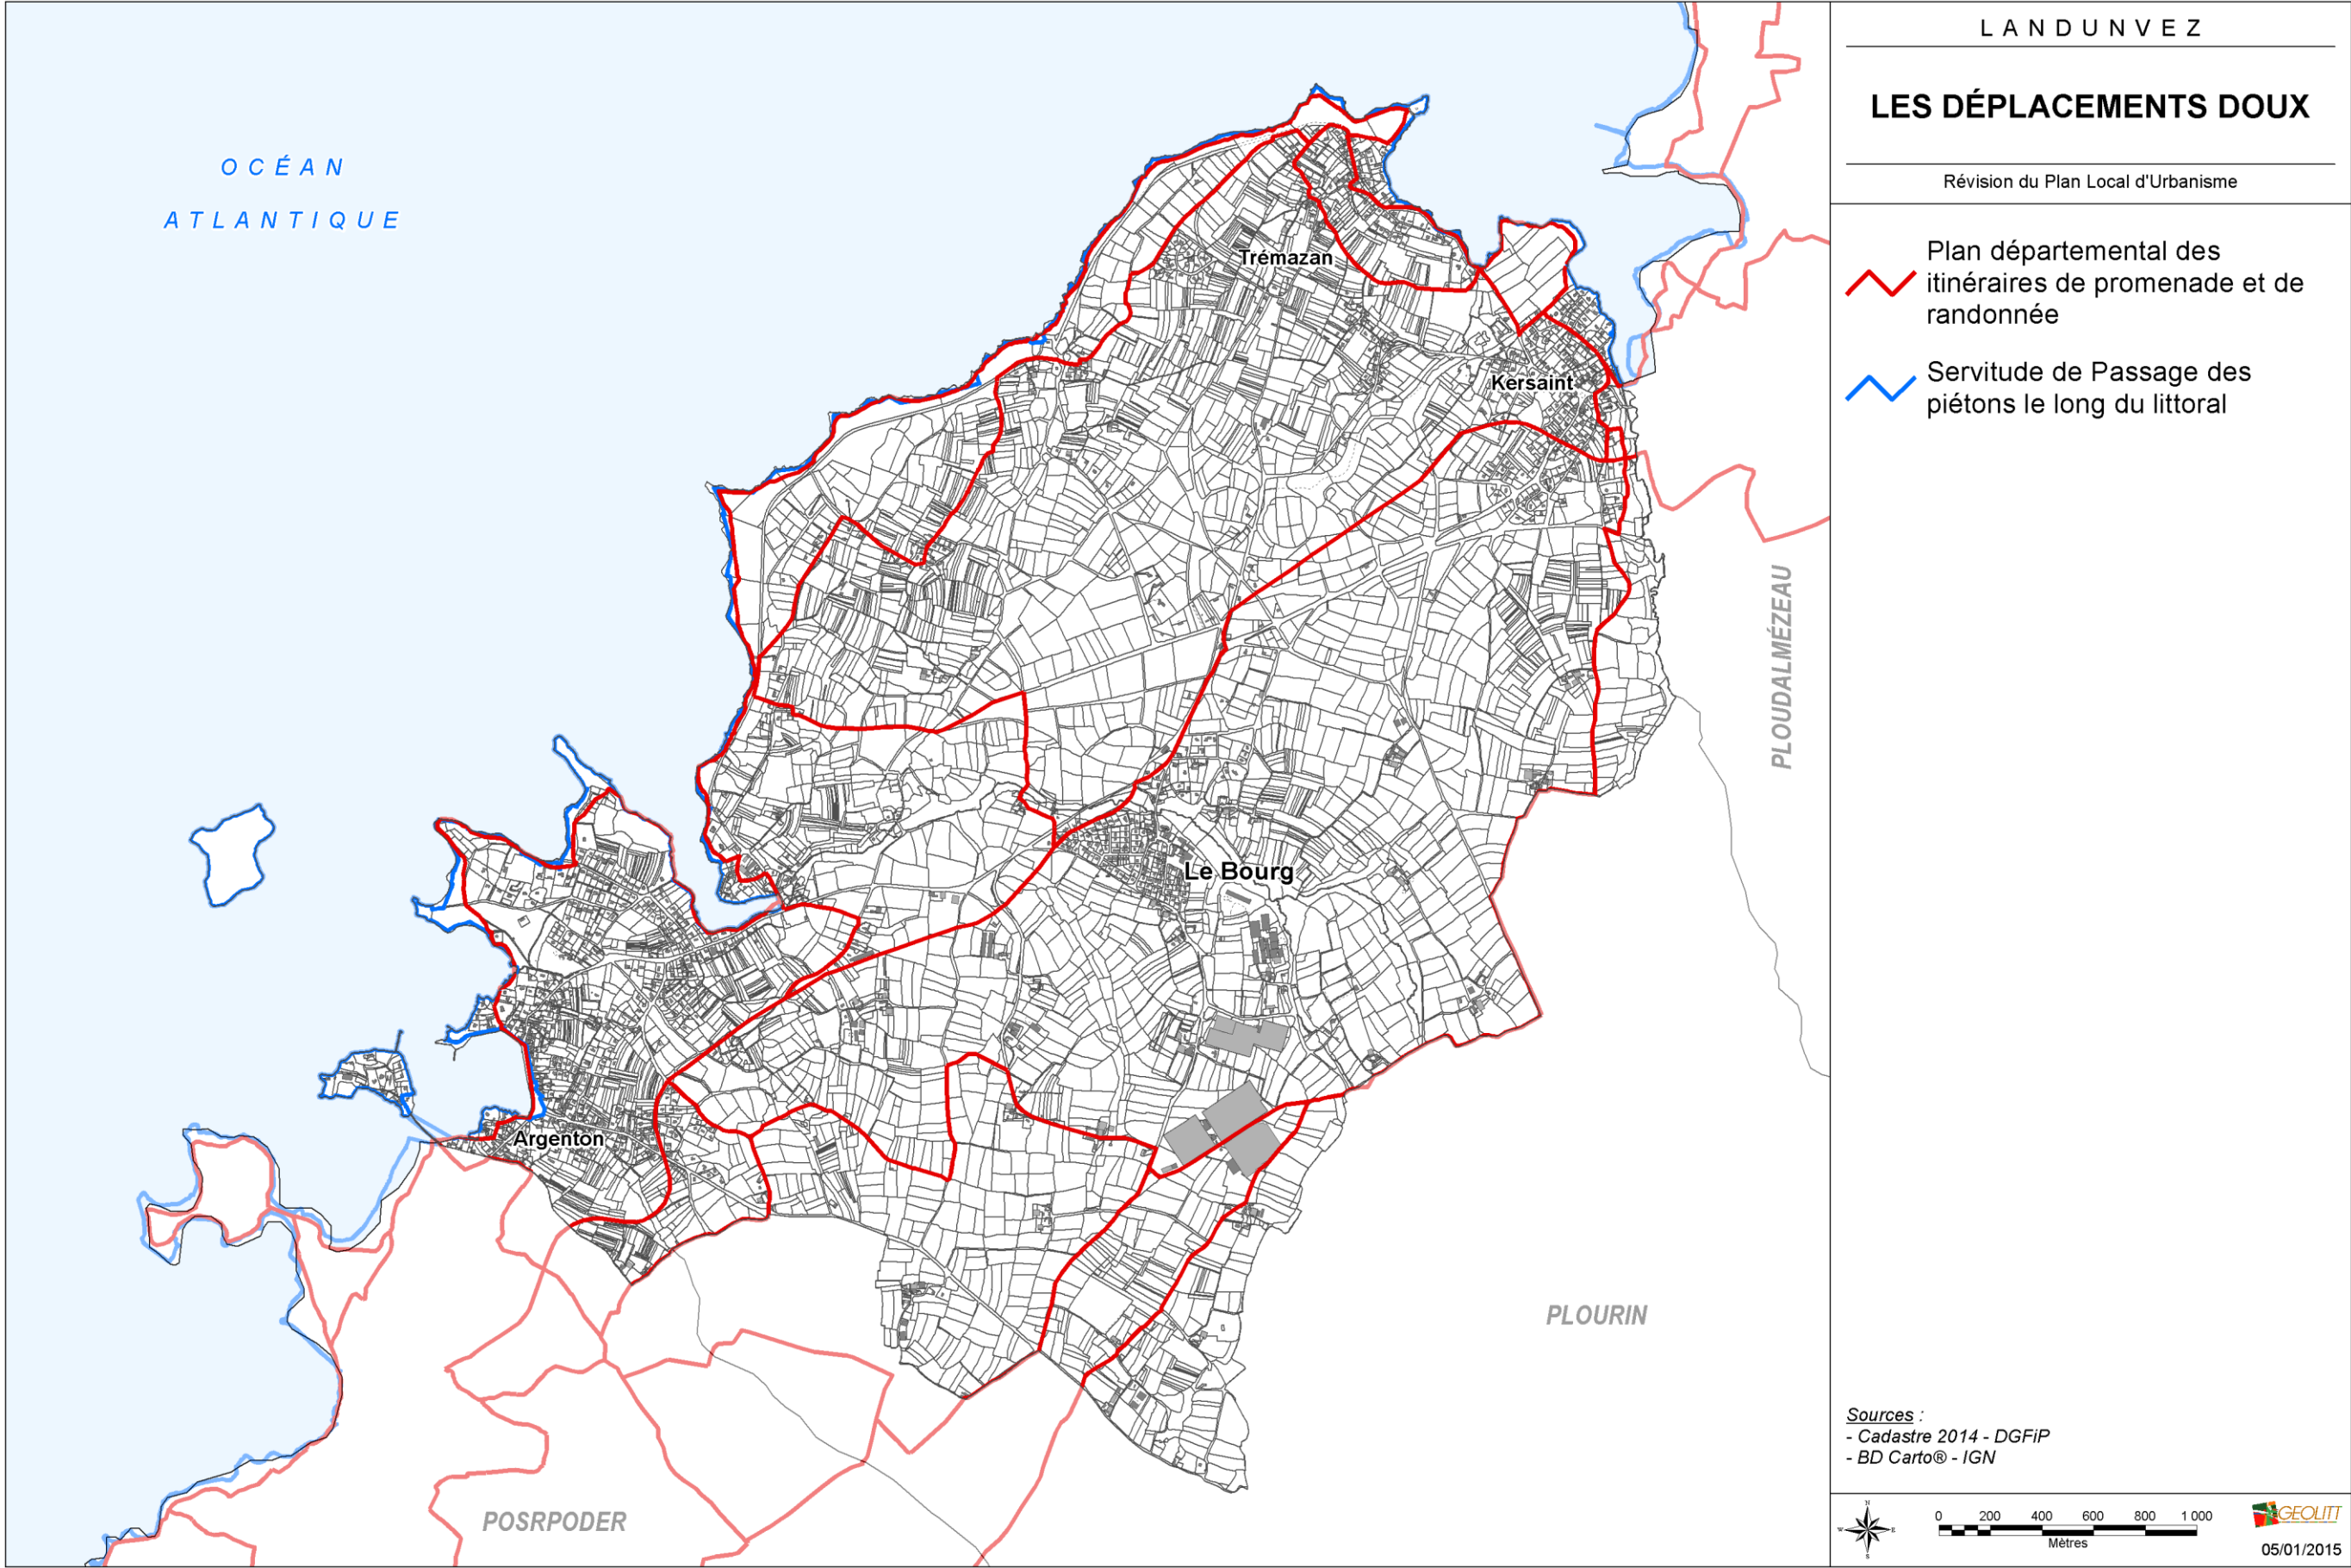 LANDUNVEZ
LES DÉPLACEMENTS DOUX
Révision du Plan Local d'Urbanisme
Plan départemental des
itinéraires de promenade et de
randonnée
Servitude de Passage des
piétons le long du littoral
OCÉAN
ATLANTIQUE
Trémazan
Kersaint
PLOUDALMÉZEAU
Le Bourg
Argenton
PLOURIN
POSRPODER
Sources :
- Cadastre 2014 - DGFiP
- BD Carto® - IGN
N
W E
S
0 200 400 600 800 1 000
Mètres
GEOLITT
05/01/2015